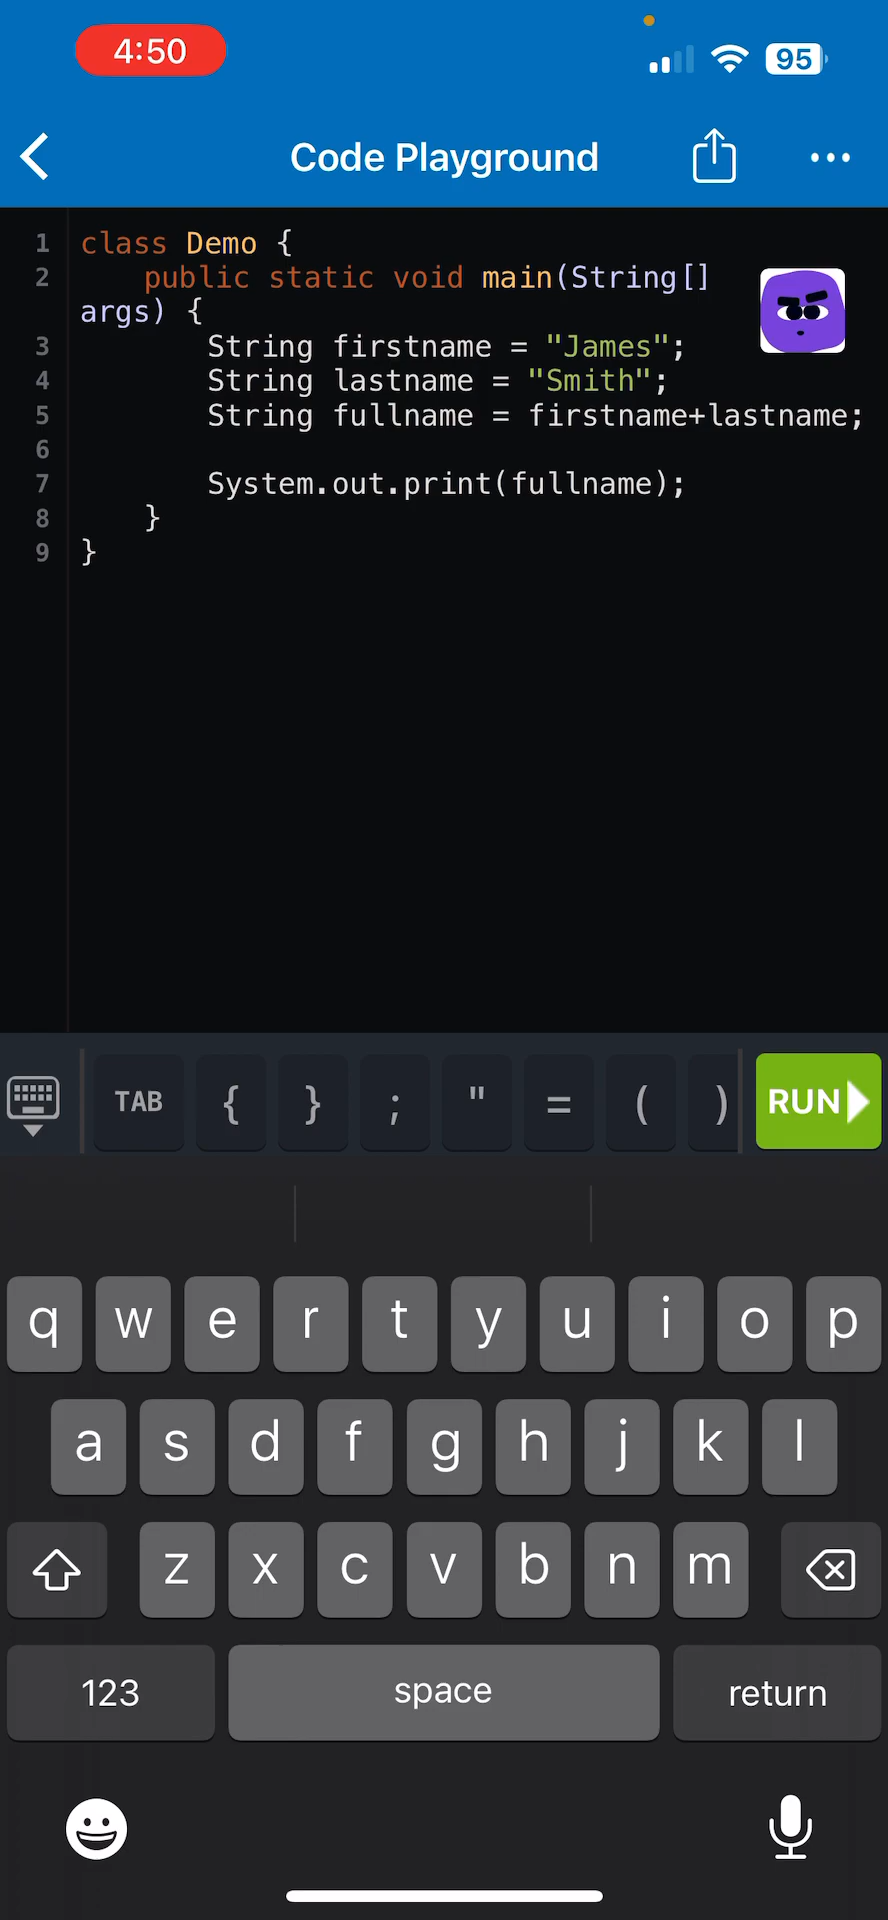 4:50
95
Code Playground
1 class Demo {
2 public static void main(String[]
args) {
3 String firstname = "James";
4 String lastname = "Smith";
5 String fullname = firstname+lastname;
6
7 System.out.print(fullname);
8 }
9 }
TAB { } ; " = ( ) RUN
q w e r t y u i o p
a s d f g h j k l
z x c v b n m
123 space return